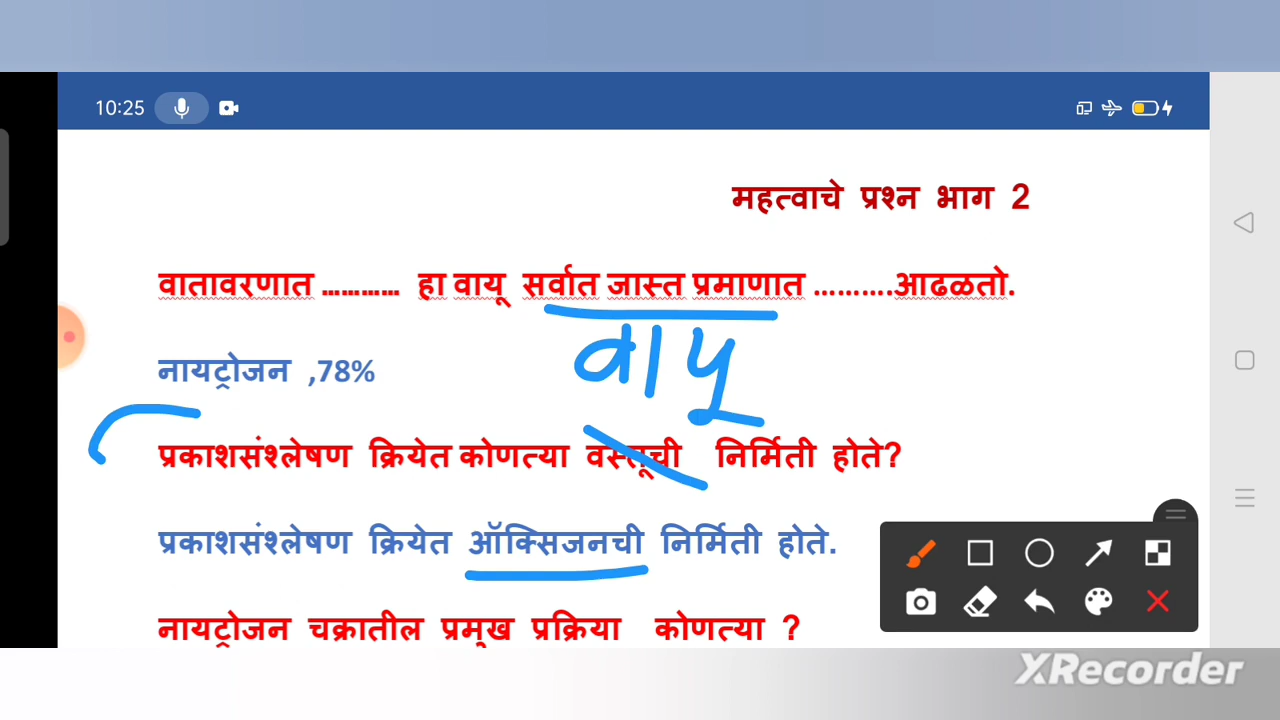 10:25
महत्वाचे प्रश्न भाग 2
वातावरणात ............ हा वायू सर्वात जास्त प्रमाणात ..........आढळतो.
वायू
नायट्रोजन ,78%
प्रकाशसंश्लेषण क्रियेत कोणत्या वस्तूची निर्मिती होते?
प्रकाशसंश्लेषण क्रियेत ऑक्सिजनची निर्मिती होते.
नायट्रोजन चक्रातील प्रमुख प्रक्रिया कोणत्या ?
XRecorder